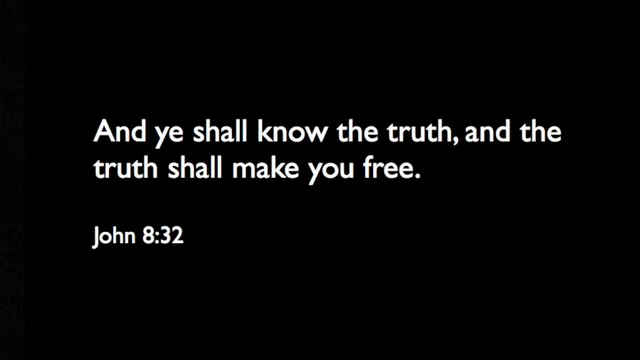 And ye shall know the truth, and the
truth shall make you free.
John 8:32